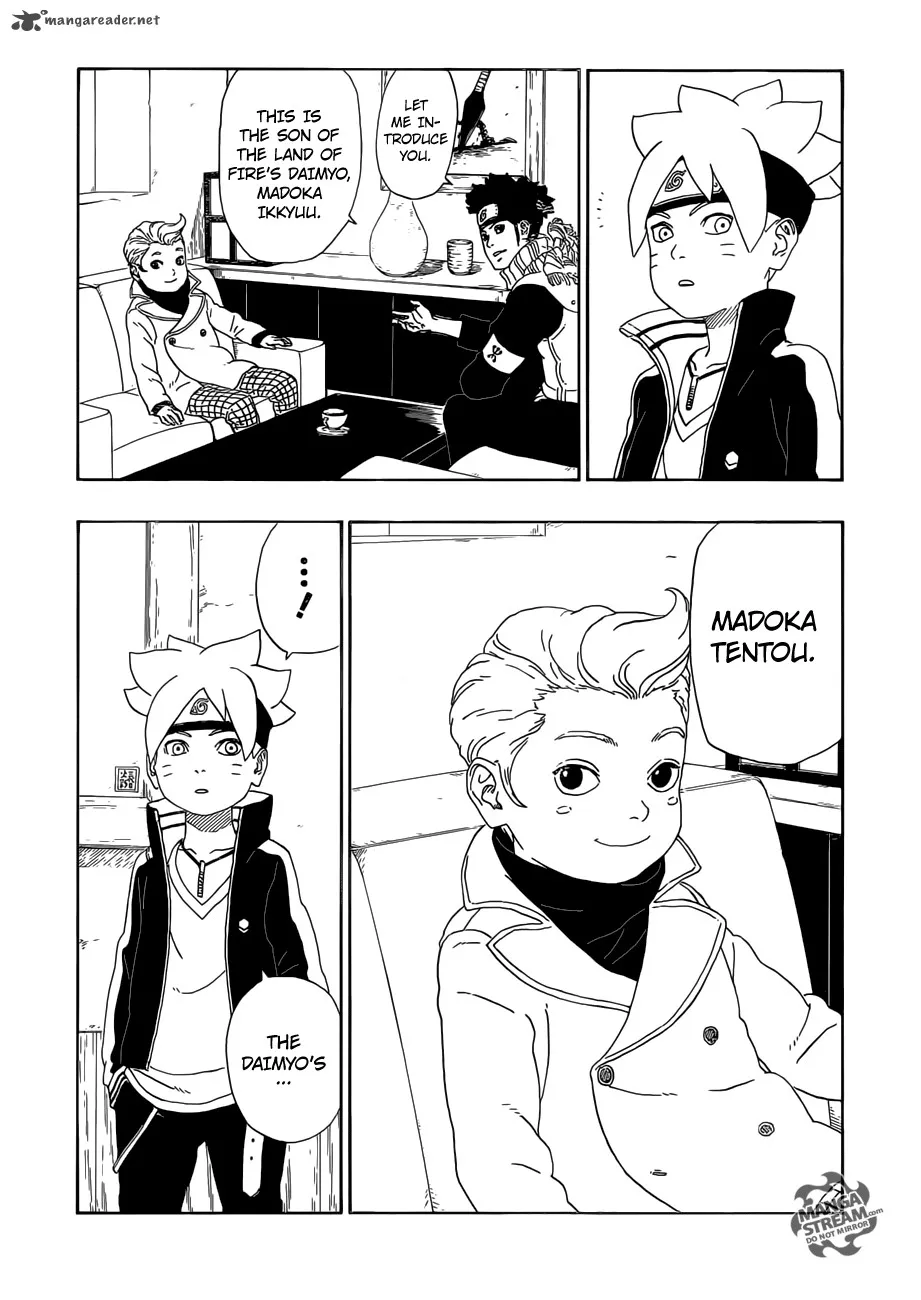 mangareader.net
LET
ME IN-
TRODUCE
YOU.
THIS IS
THE SON OF
THE LAND OF
FIRE'S DAIMYO,
MADOKA
IKKYUU.
MADOKA
TENTOU.
...!
THE
DAIMYO'S
...
MANGA
STREAM.com
DO NOT MIRROR